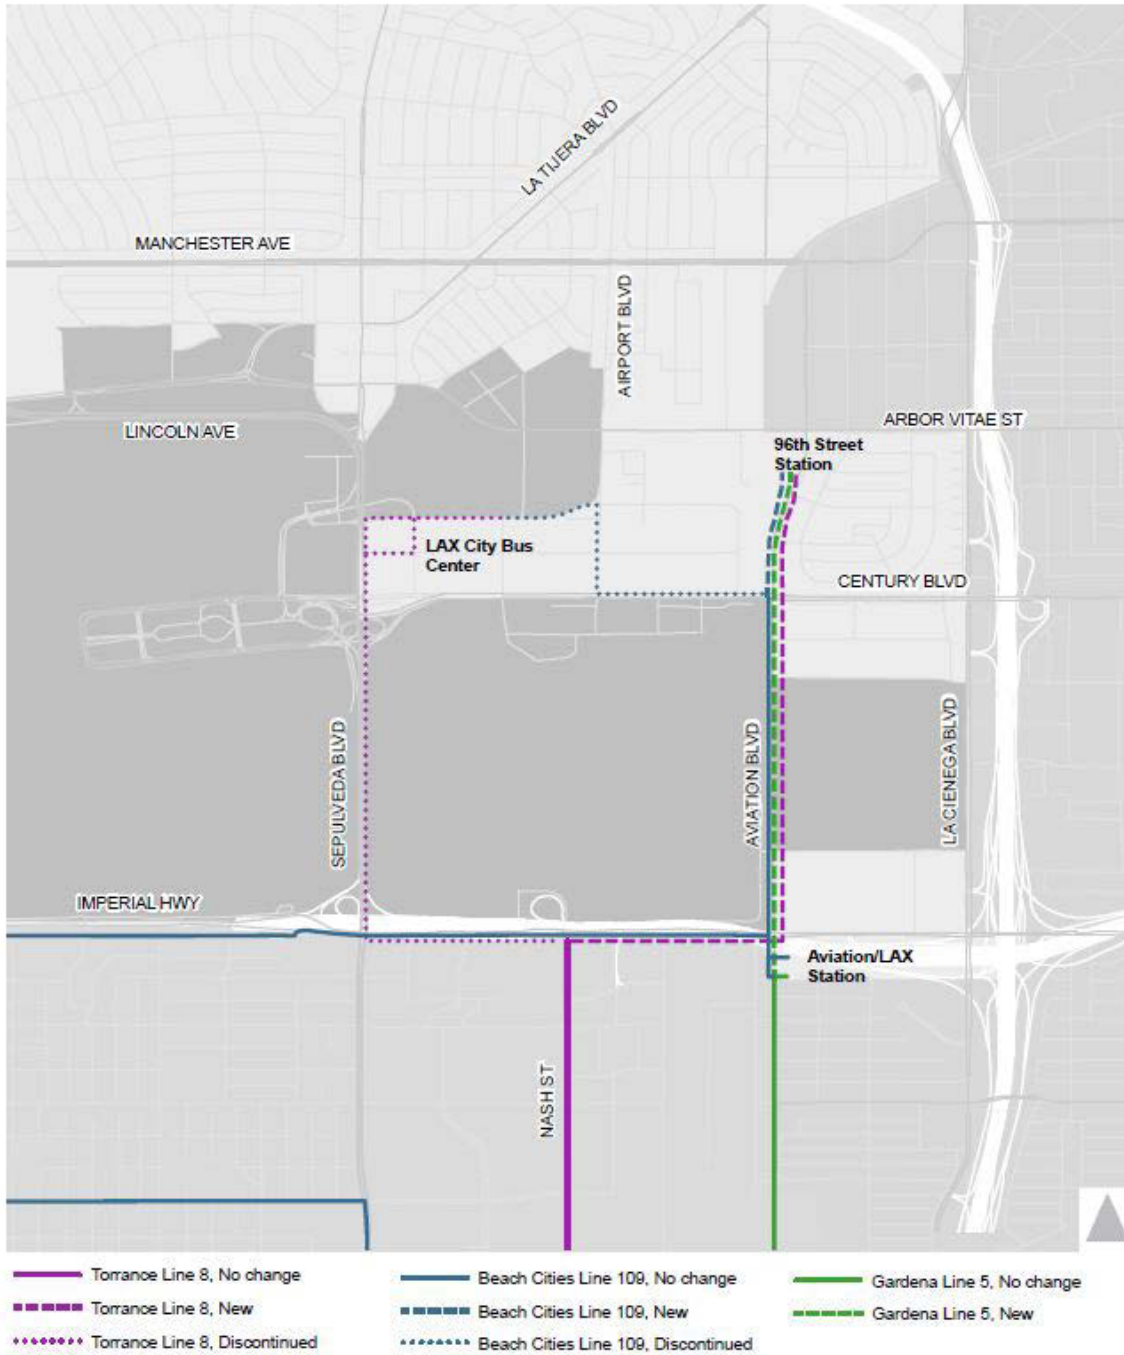 LA TIJERA BLVD
MANCHESTER AVE
AIRPORT BLVD
ARBOR VITAE ST
LINCOLN AVE
96th Street
Station
LAX City Bus
Center
CENTURY BLVD
SEPULVEDA BLVD
AVIATION BLVD
LA CIENEGA BLVD
IMPERIAL HWY
Aviation/LAX
Station
NASH ST
Torrance Line 8, No change
Torrance Line 8, New
Torrance Line 8, Discontinued
Beach Cities Line 109, No change
Beach Cities Line 109, New
Beach Cities Line 109, Discontinued
Gardena Line 5, No change
Gardena Line 5, New